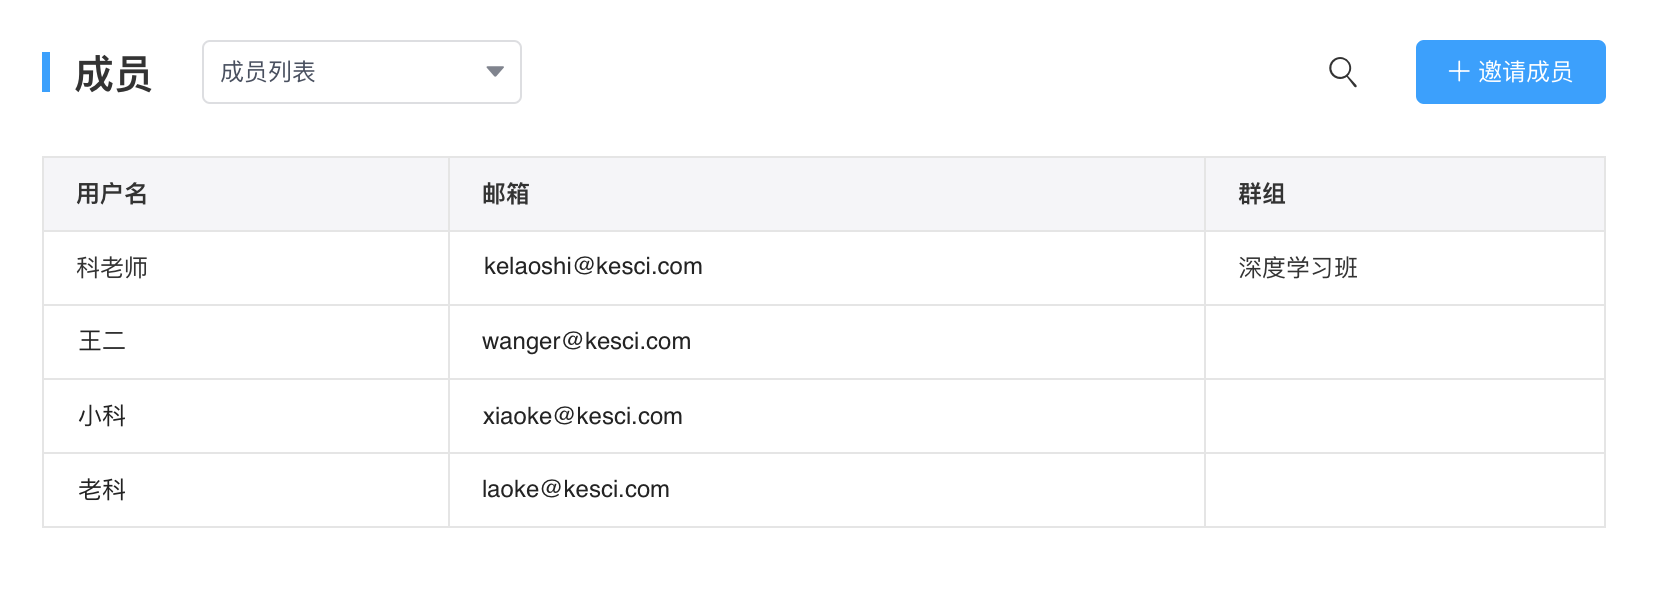 成员 成员列表 邀请成员
用户名 邮箱 群组
科老师 kelaoshi@kesci.com 深度学习班
王二 wanger@kesci.com
小科 xiaoke@kesci.com
老科 laoke@kesci.com